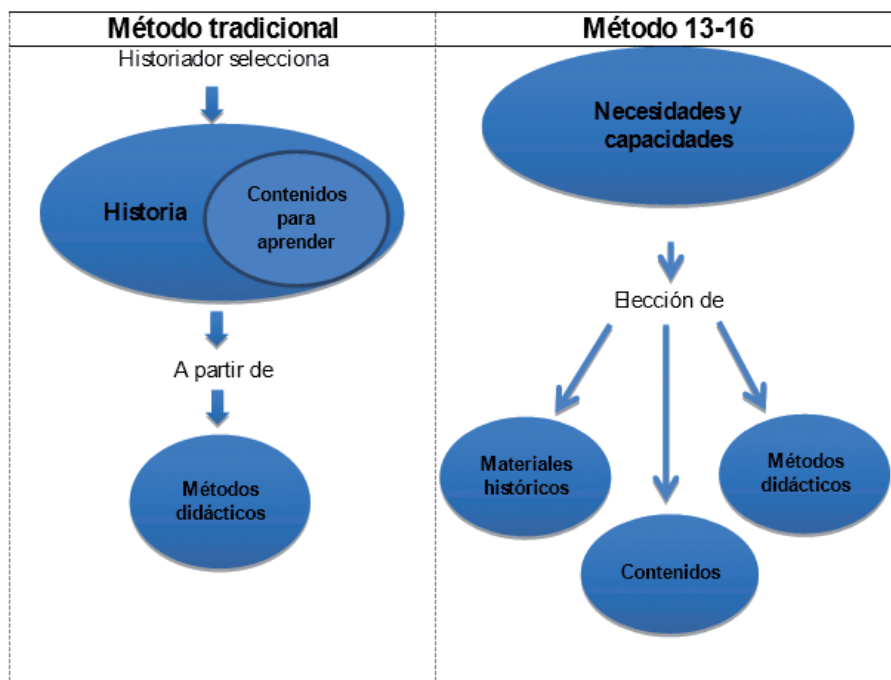 Método tradicional
Historiador selecciona
Historia
Contenidos
para
aprender
A partir de
Métodos
didácticos
Método 13-16
Necesidades y
capacidades
Elección de
Materiales
históricos
Métodos
didácticos
Contenidos